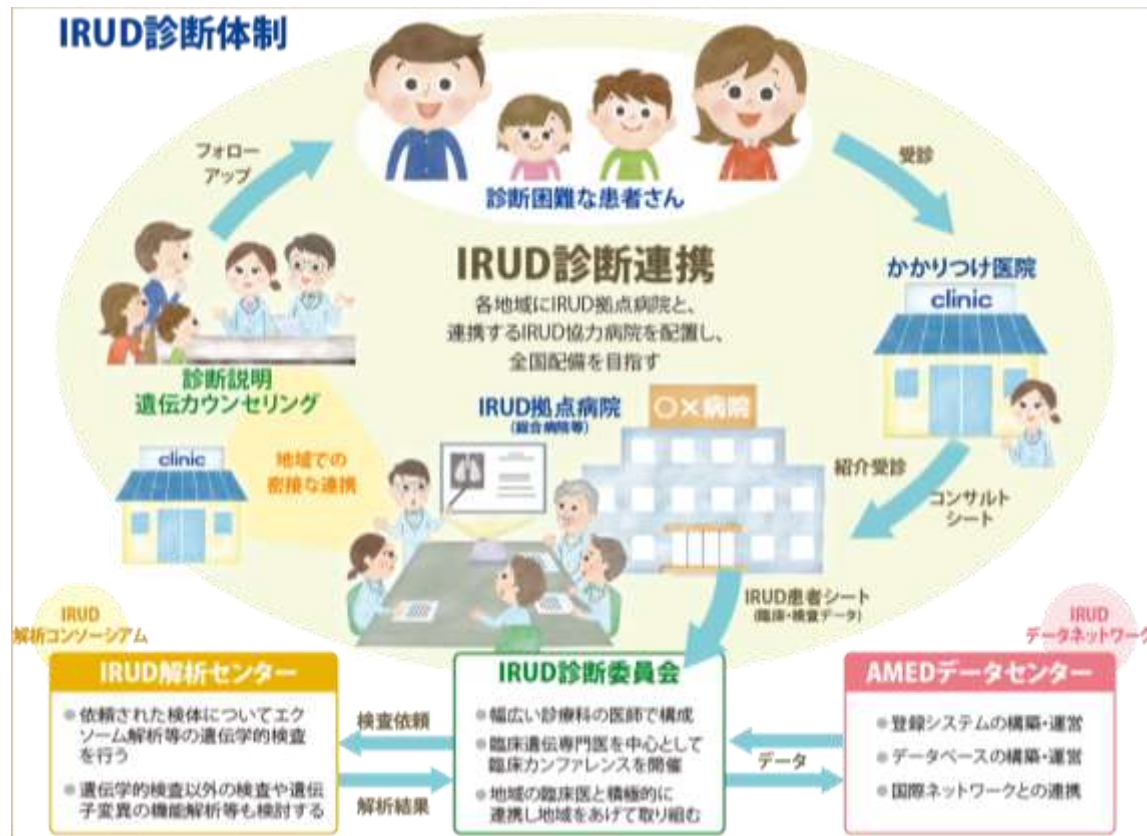 IRUD診断体制
フォロー
アップ
受診
診断困難な患者さん
IRUD診断連携
各地域にIRUD拠点病院と、
連携するIRUD協力病院を配置し、
全国配備を目指す
かかりつけ医院
clinic
診断説明
遺伝カウンセリング
IRUD拠点病院
(総合病院等)
〇×病院
clinic
地域での
密接な連携
紹介受診
コンサルト
シート
IRUD患者シート
(臨床・検査データ)
IRUD
解析コンソーシアム
IRUD
データネットワーク
IRUD解析センター
●依頼された検体についてエク
ソーム解析等の遺伝学的検査
を行う
●遺伝学的検査以外の検査や遺伝
子変異の機能解析等も検討する
検査依頼
解析結果
IRUD診断委員会
●幅広い診療科の医師で構成
●臨床遺伝専門医を中心として
臨床カンファレンスを開催
●地域の臨床医と積極的に
連携し地域をあげて取り組む
データ
AMEDデータセンター
●登録システムの構築・運営
●データベースの構築・運営
●国際ネットワークとの連携